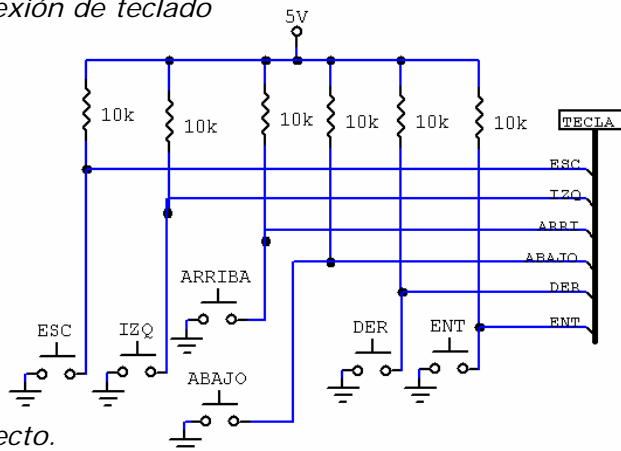 exión de teclado
5V
10k
10k
10k
10k
10k
10k
TECLA
ESC
IZQ
ARRI
ABAJO
DER
ENT
ARRIBA
ESC
IZQ
DER
ENT
ABAJO
ecto.